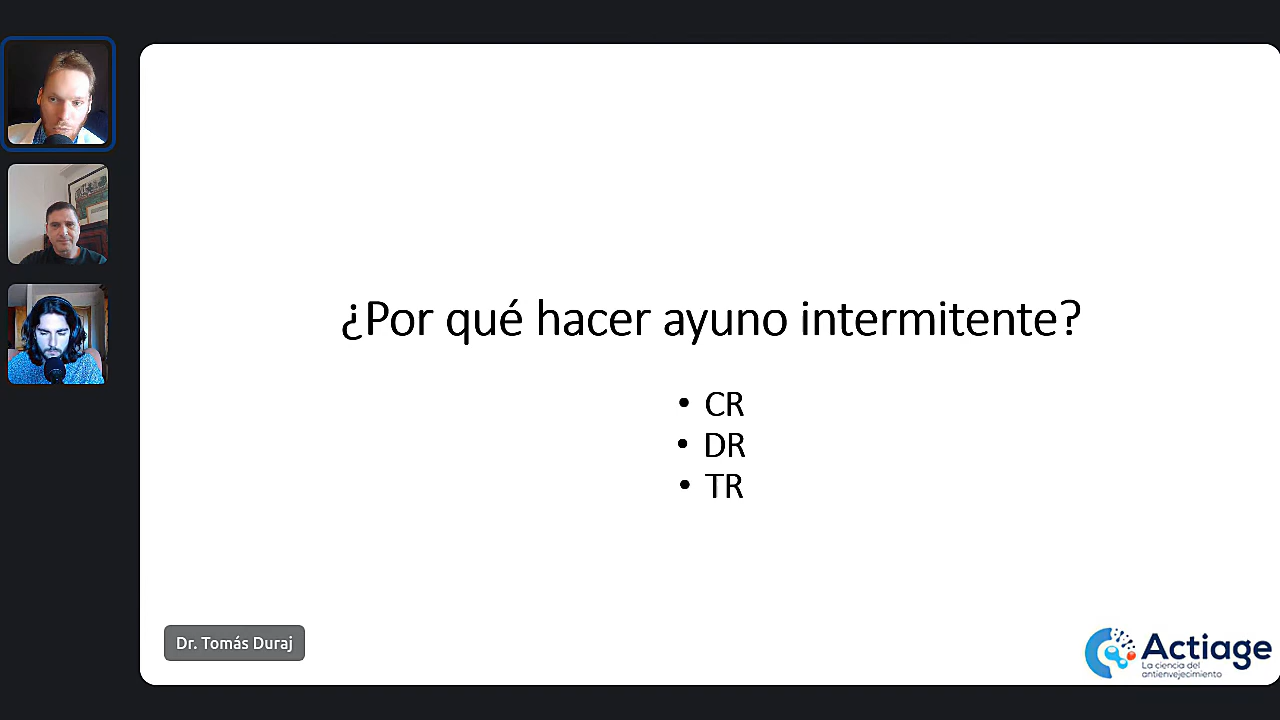 ¿Por qué hacer ayuno intermitente?
• CR
• DR
• TR
Dr. Tomás Duraj
Actiage
La ciencia del
antienvejecimiento